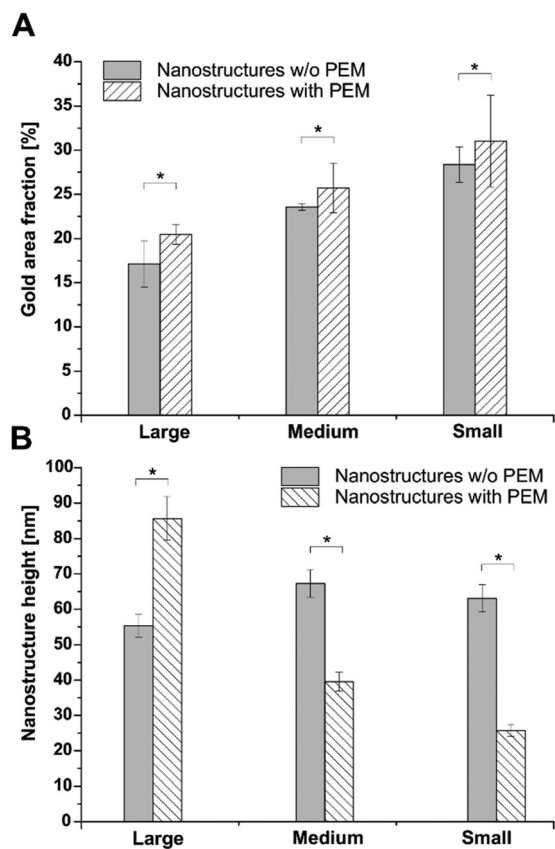 A
Gold area fraction [%]
40
35
30
25
20
15
10
5
0
Nanostructures w/o PEM
Nanostructures with PEM
*
*
*
Large Medium Small
B
Nanostructure height [nm]
100
90
80
70
60
50
40
30
20
10
0
Nanostructures w/o PEM
Nanostructures with PEM
*
*
*
Large Medium Small